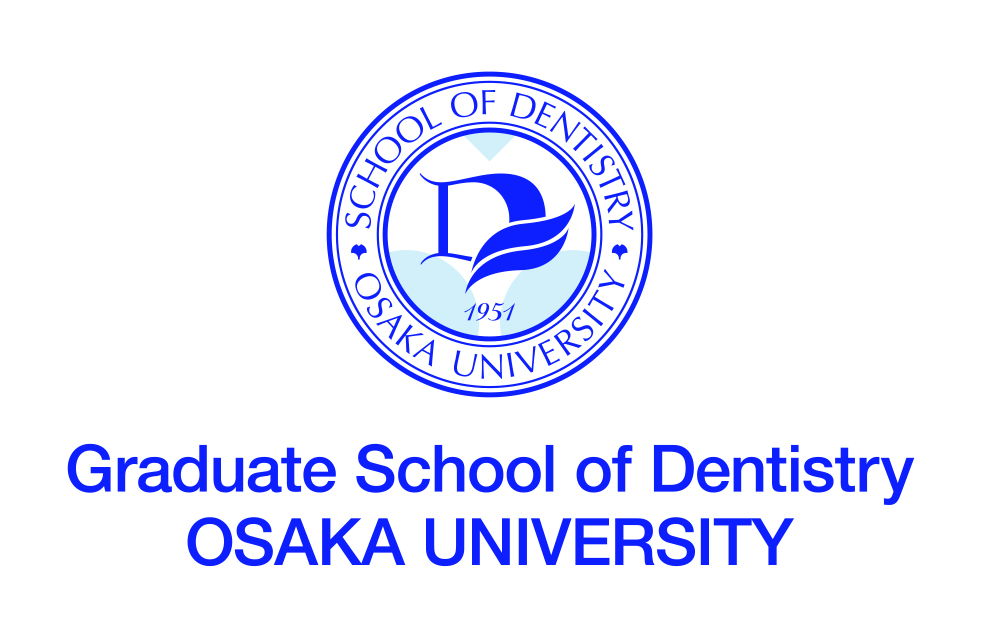 SCHOOL OF DENTISTRY
D
1951
OSAKA UNIVERSITY
Graduate School of Dentistry
OSAKA UNIVERSITY